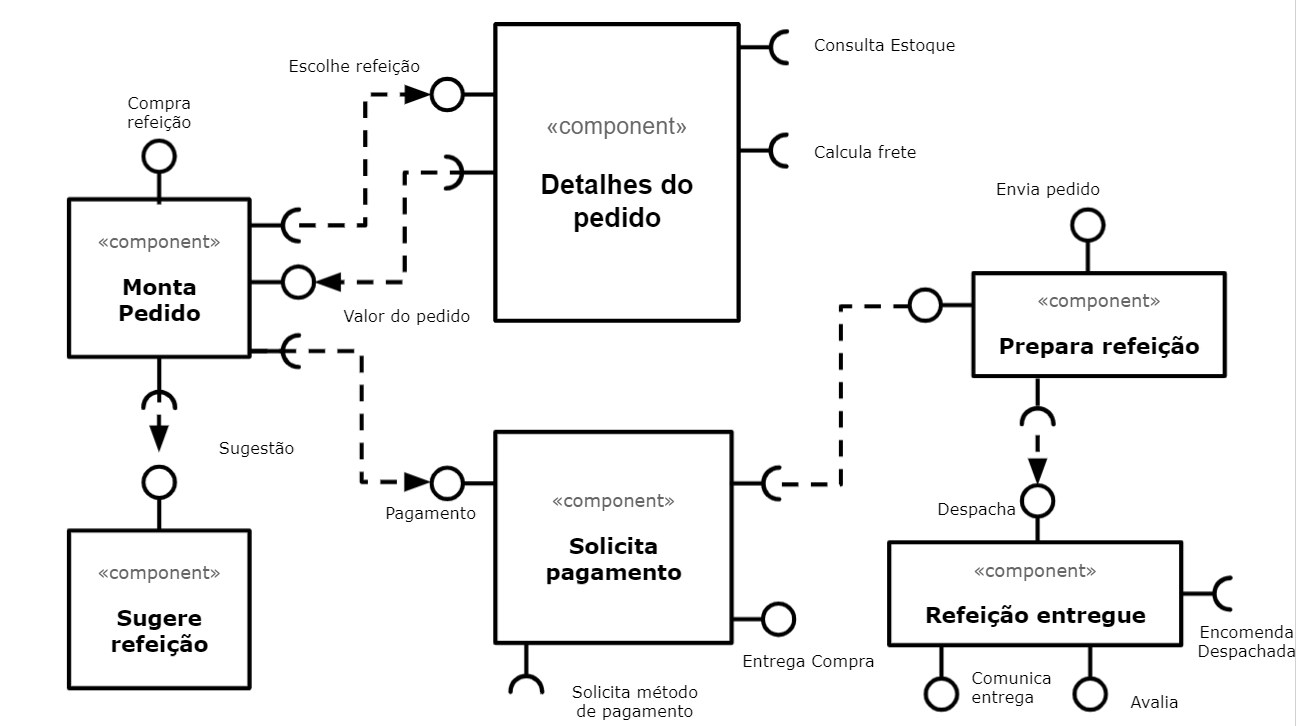 Compra
refeição
«component»
Monta
Pedido
Escolhe refeição
Valor do pedido
Sugestão
«component»
Sugere
refeição
«component»
Detalhes do
pedido
Consulta Estoque
Calcula frete
Pagamento
«component»
Solicita
pagamento
Entrega Compra
Solicita método
de pagamento
Envia pedido
«component»
Prepara refeição
Despacha
«component»
Refeição entregue
Encomenda
Despachada
Comunica
entrega
Avalia